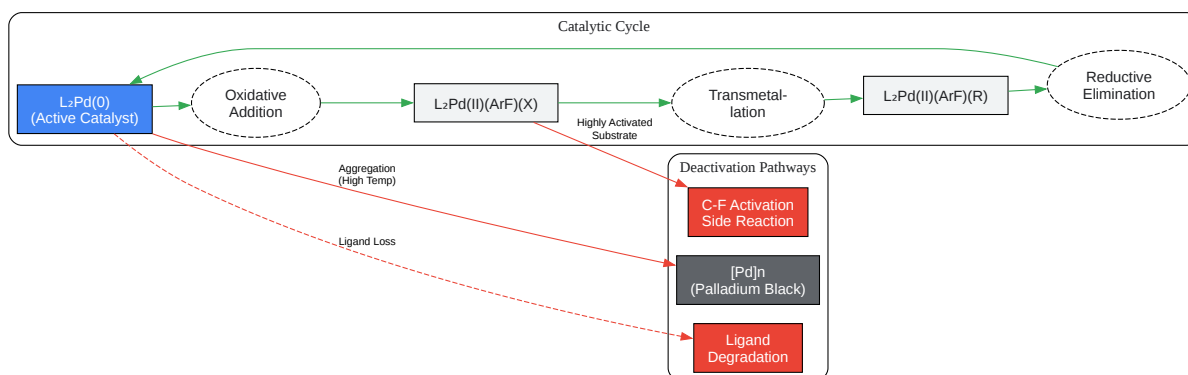 Catalytic Cycle
L₂Pd(0)
(Active Catalyst)
Oxidative
Addition
L₂Pd(II)(ArF)(X)
Transmetal-
lation
L₂Pd(II)(ArF)(R)
Reductive
Elimination
Highly Activated
Substrate
Aggregation
(High Temp)
Ligand Loss
Deactivation Pathways
C-F Activation
Side Reaction
[Pd]n
(Palladium Black)
Ligand
Degradation